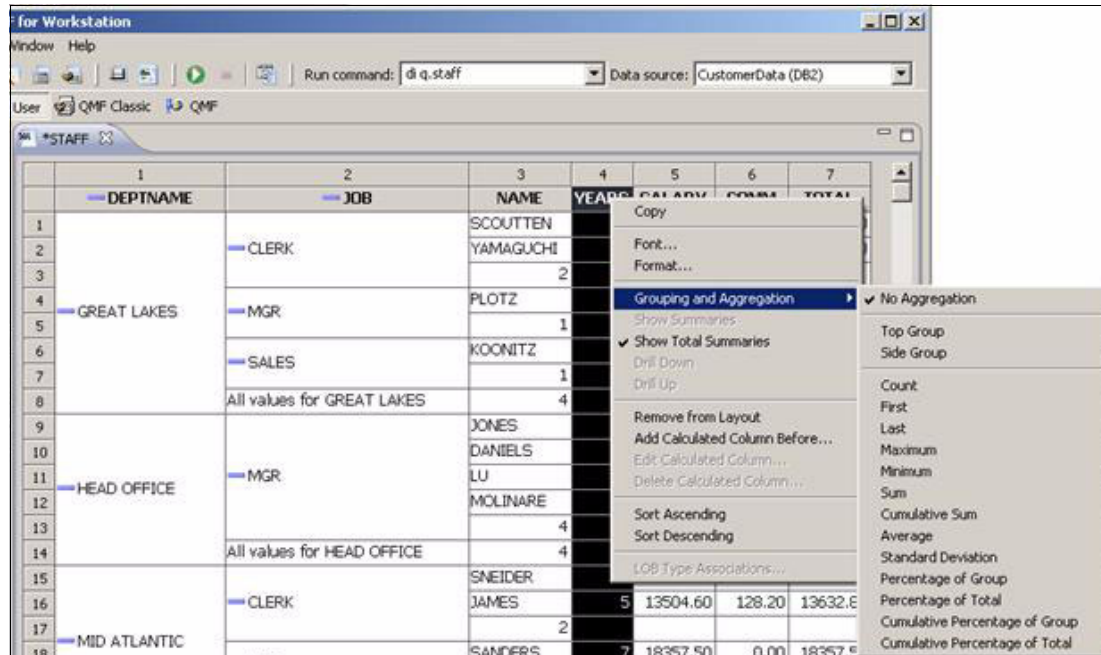 for Workstation
Window Help
Run command: di q.staff Data source: CustomerData (DB2)
User QMF Classic QMF
*STAFF
1 2 3 4 5 6 7
DEPTNAME JOB NAME YEARS SALARY COMM TOTAL
1 SCOUTTEN
2 CLERK YAMAGUCHI
3 2
4 GREAT LAKES MGR PLOTZ
5 1
6 SALES KOONITZ
7 1
8 All values for GREAT LAKES 4
9 JONES
10 DANIELS
11 HEAD OFFICE MGR LU
12 MOLINARE
13 4
14 All values for HEAD OFFICE 4
15 SNEIDER
16 CLERK JAMES 5 13504.60 128.20 13632.8
17 2
18 MID ATLANTIC SANDERS 7 18357.50 0.00 18357.5
Copy
Font...
Format...
Grouping and Aggregation
Show Summaries
Show Total Summaries
Drill Down
Drill Up
Remove from Layout
Add Calculated Column Before...
Edit Calculated Column...
Delete Calculated Column...
Sort Ascending
Sort Descending
LOB Type Associations...
No Aggregation
Top Group
Side Group
Count
First
Last
Maximum
Minimum
Sum
Cumulative Sum
Average
Standard Deviation
Percentage of Group
Percentage of Total
Cumulative Percentage of Group
Cumulative Percentage of Total